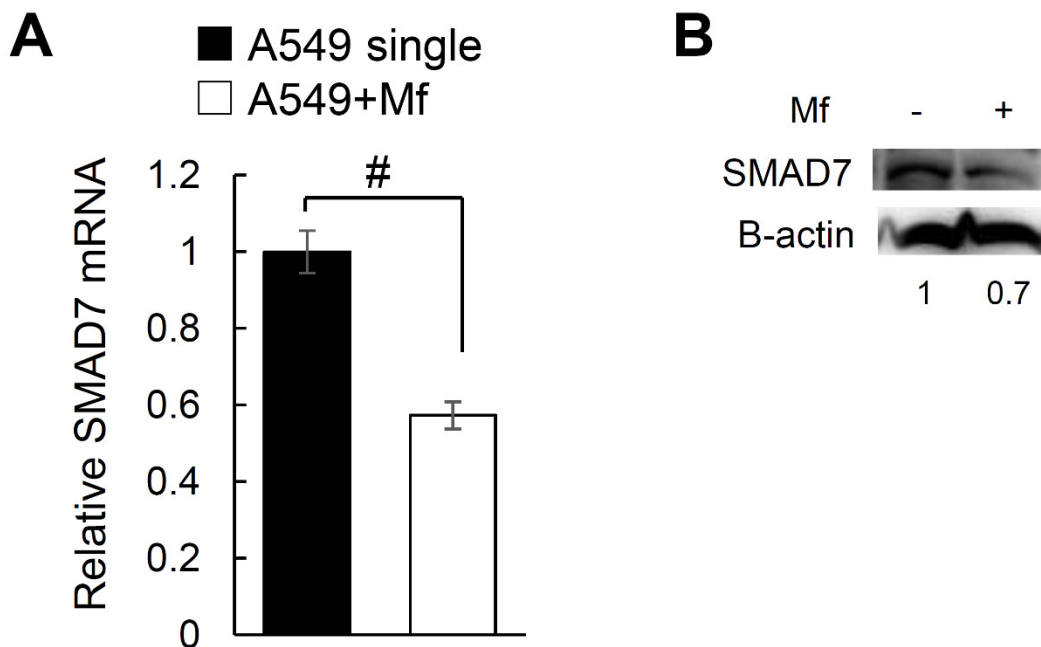 A
A549 single
A549+Mf
#
Relative SMAD7 mRNA
1.2
1
0.8
0.6
0.4
0.2
0
B
Mf - +
SMAD7
B-actin
1 0.7